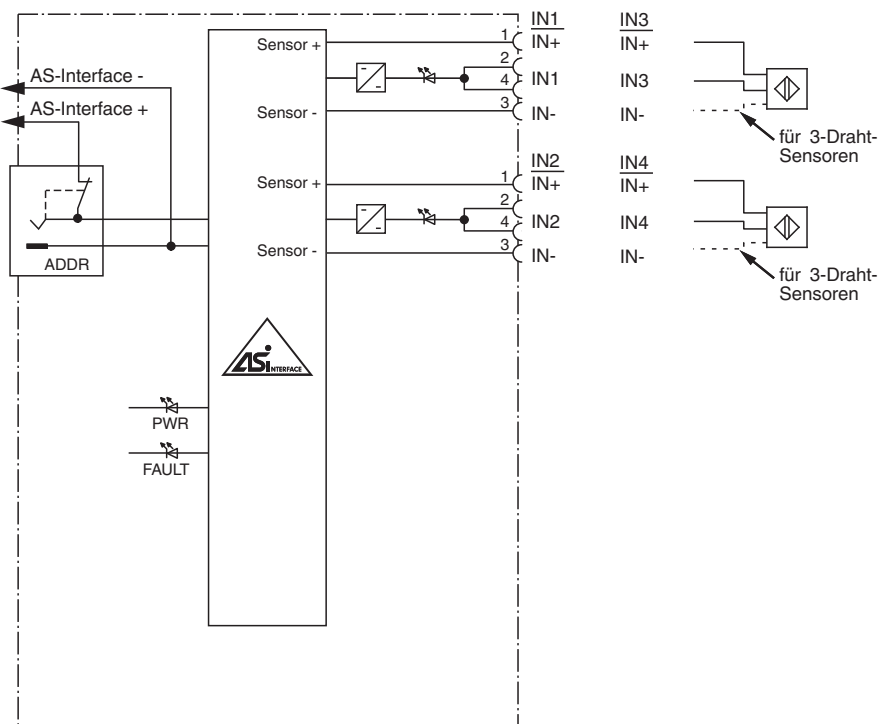 IN1
IN3
Sensor +
1
IN+
IN+
2
AS-Interface -
4
IN1
IN3
AS-Interface +
Sensor -
3
IN-
IN-
für 3-Draht-
Sensoren
IN2
IN4
Sensor +
1
IN+
IN+
2
4
IN2
IN4
Sensor -
3
IN-
IN-
ADDR
für 3-Draht-
Sensoren
ASi INTERFACE
PWR
FAULT